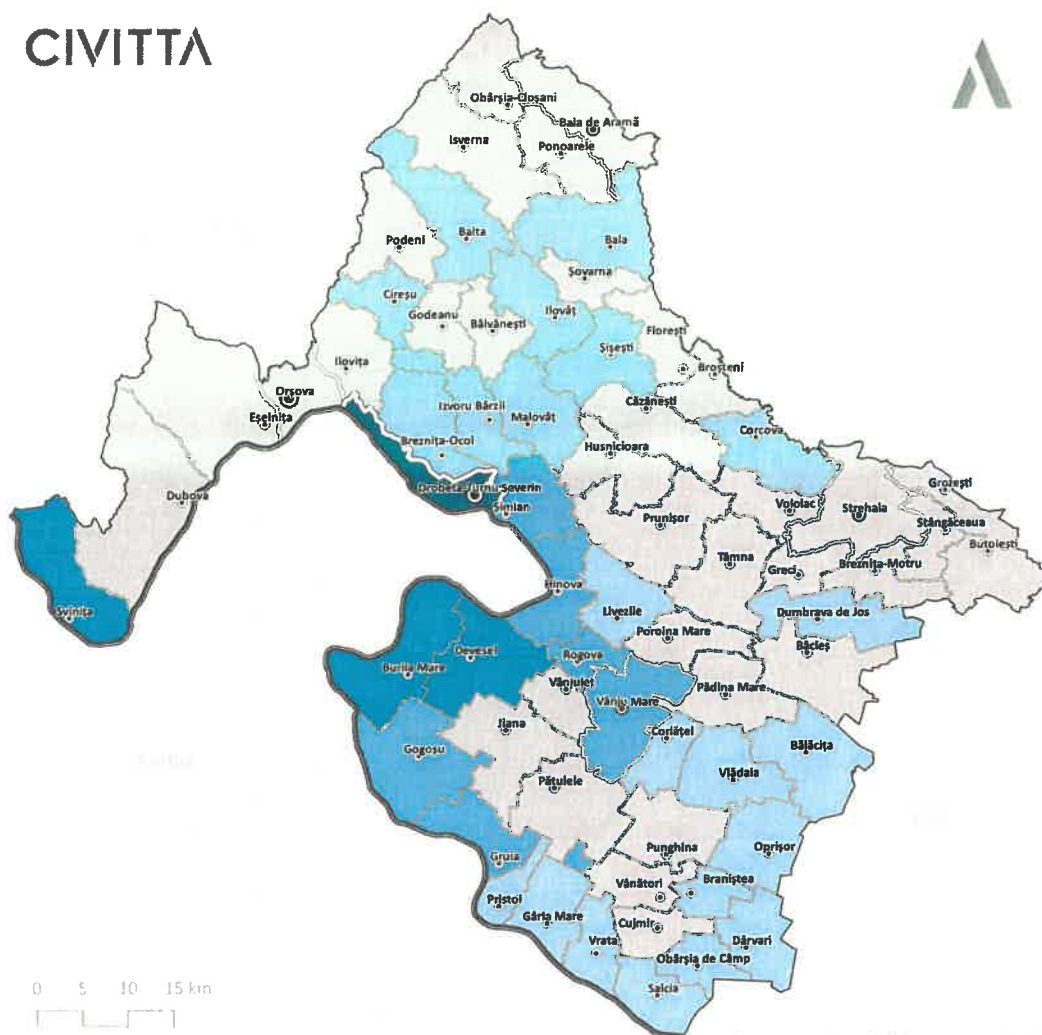 CIVITTA
Obârșia-Cloșani
Baia de Aramă
Isverna
Ponoarele
Balta
Bala
Podeni
Șovarna
Cireșu
Godeanu
Bâlvănești
Ilovăț
Florești
Șișești
Ilovița
Broșteni
Orșova
Eșelnița
Izvoru Bârzii
Malovăț
Căzănești
Corcova
Husnicioara
Breznița-Ocol
Dubova
Drobeta-Turnu Severin
Șimian
Prunișor
Voloiac
Strehaia
Grozești
Stângăceaua
Butoiești
Tâmna
Greci
Breznița-Motru
Hinova
Svinița
Livezile
Dumbrava de Jos
Poroina Mare
Băcleș
Devesel
Rogova
Burila Mare
Vânjuleț
Vânju Mare
Pădina Mare
Jiana
Corlățel
Bălăcița
Gogoșu
Vlădaia
Pătulele
Punghina
Oprișor
Gruia
Vânători
Braniștea
Pristol
Gârla Mare
Cujmir
Vrata
Dârvari
Obârșia de Câmp
Salcia
0 5 10 15 km